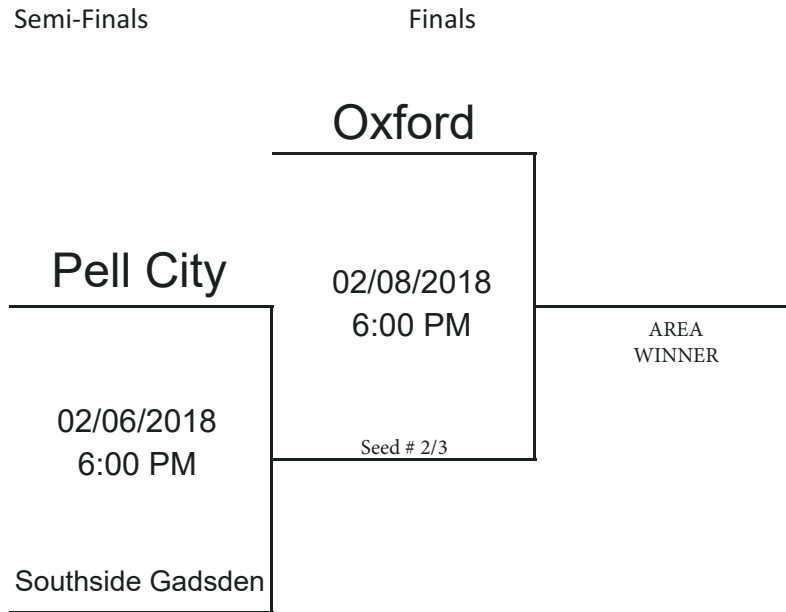 Semi-Finals
Finals
Oxford
Pell City
02/08/2018
6:00 PM
AREA
WINNER
02/06/2018
6:00 PM
Seed # 2/3
Southside Gadsden